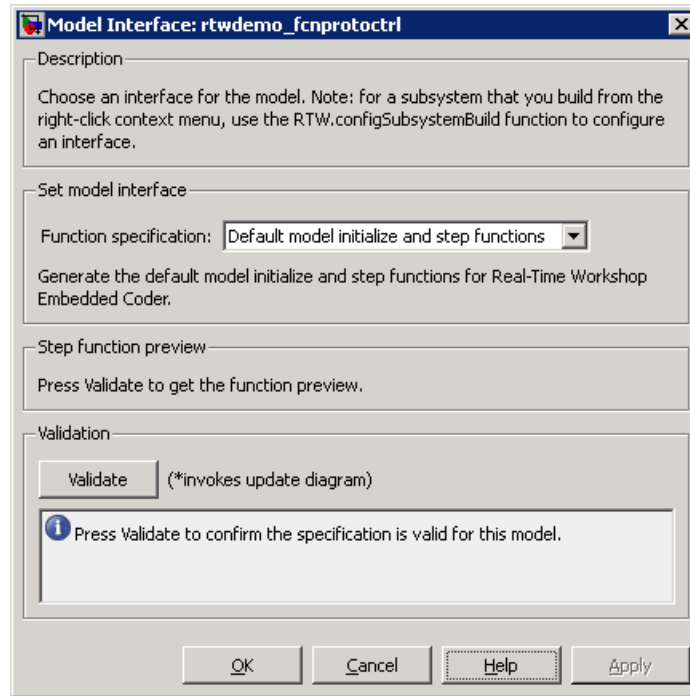 Model Interface: rtwdemo_fcnprotoctrl
Description
Choose an interface for the model. Note: for a subsystem that you build from the
right-click context menu, use the RTW.configSubsystemBuild function to configure
an interface.
Set model interface
Function specification: Default model initialize and step functions
Generate the default model initialize and step functions for Real-Time Workshop
Embedded Coder.
Step function preview
Press Validate to get the function preview.
Validation
Validate (*invokes update diagram)
Press Validate to confirm the specification is valid for this model.
OK Cancel Help Apply